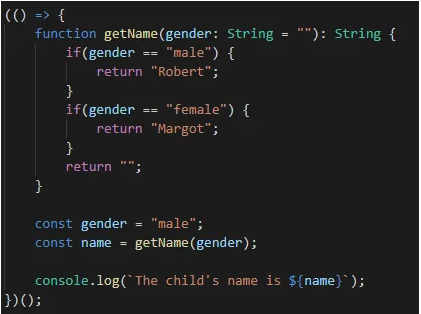 (() => {
    function getName(gender: String = ""): String {
        if(gender == "male") {
            return "Robert";
        }
        if(gender == "female") {
            return "Margot";
        }
        return "";
    }

    const gender = "male";
    const name = getName(gender);

    console.log(`The child's name is ${name}`);
})();